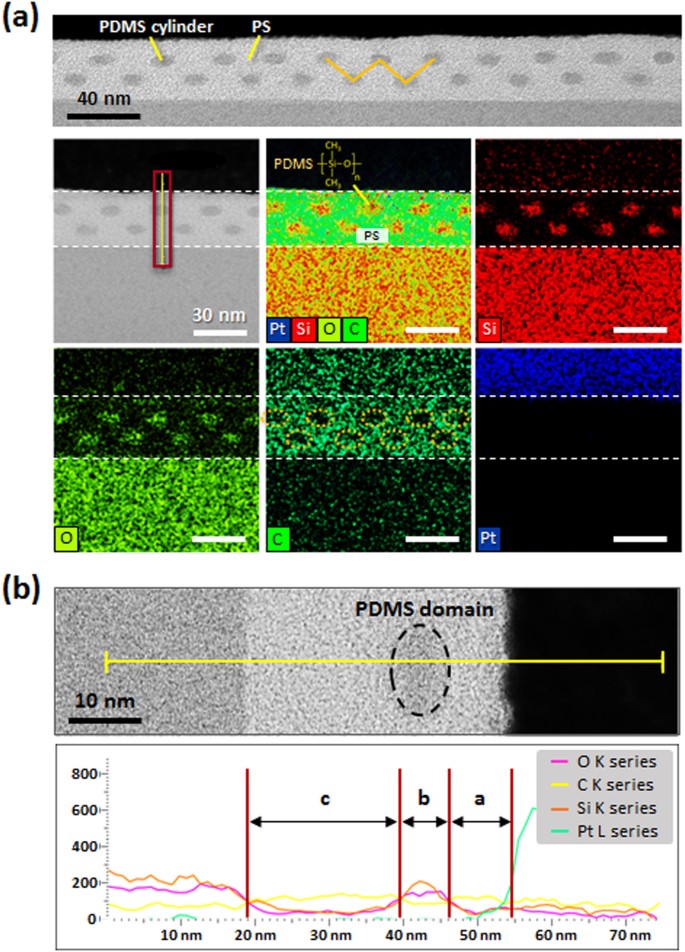 (a)
PDMS cylinder PS
40 nm
CH₃
PDMS -[-Si-O-]-n
CH₃
PS
30 nm
Pt Si O C
Si
O
C
Pt
(b)
PDMS domain
10 nm
800
600
400
200
0
c b a
O K series
C K series
Si K series
Pt L series
10 nm 20 nm 30 nm 40 nm 50 nm 60 nm 70 nm